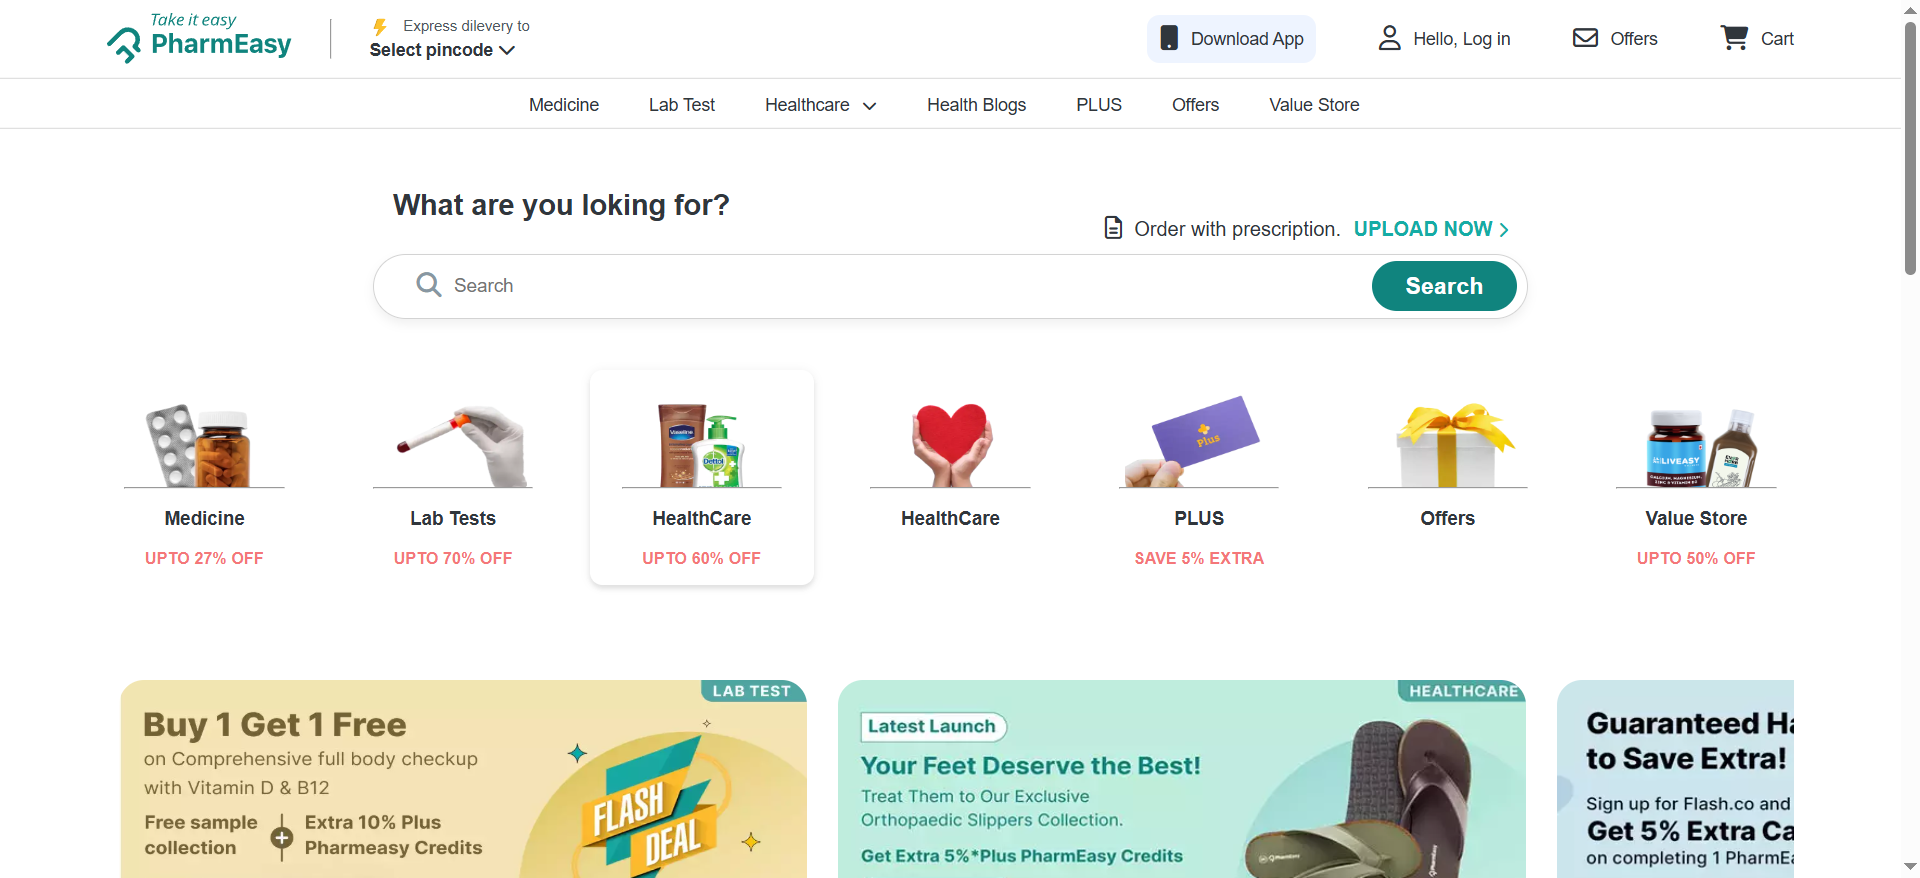 Take it easy
PharmEasy
Express dilevery to
Select pincode
Download App
Hello, Log in
Offers
Cart
Medicine
Lab Test
Healthcare
Health Blogs
PLUS
Offers
Value Store
What are you loking for?
Order with prescription. UPLOAD NOW
Search
Search
Vaseline
Dettol
Plus
LIVEASY
Medicine
Lab Tests
HealthCare
HealthCare
PLUS
Offers
Value Store
UPTO 27% OFF
UPTO 70% OFF
UPTO 60% OFF
SAVE 5% EXTRA
UPTO 50% OFF
LAB TEST
Buy 1 Get 1 Free
on Comprehensive full body checkup
with Vitamin D & B12
Free sample
collection
Extra 10% Plus
Pharmeasy Credits
FLASH
DEAL
HEALTHCARE
Latest Launch
Your Feet Deserve the Best!
Treat Them to Our Exclusive
Orthopaedic Slippers Collection.
Get Extra 5%*Plus PharmEasy Credits
Guaranteed Ha
to Save Extra!
Sign up for Flash.co and
Get 5% Extra Ca
on completing 1 PharmEa